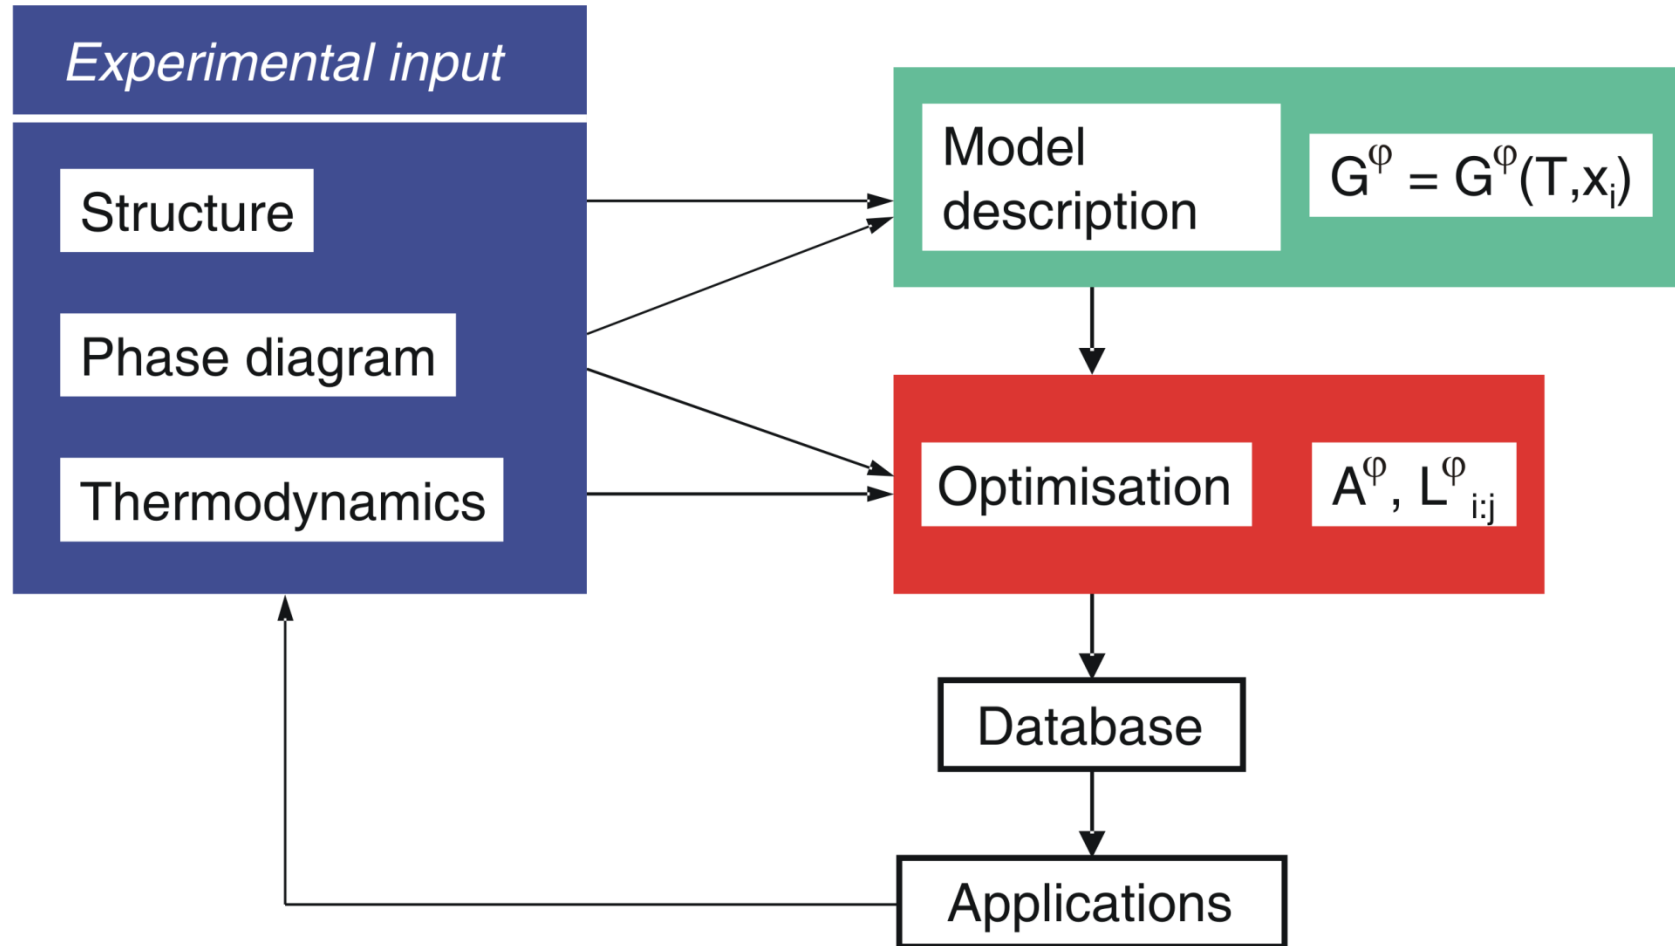 Experimental input
Structure
Phase diagram
Thermodynamics
Model
description
G^φ = G^φ(T,x_i)
Optimisation
A^φ, L^φ_i:j
Database
Applications